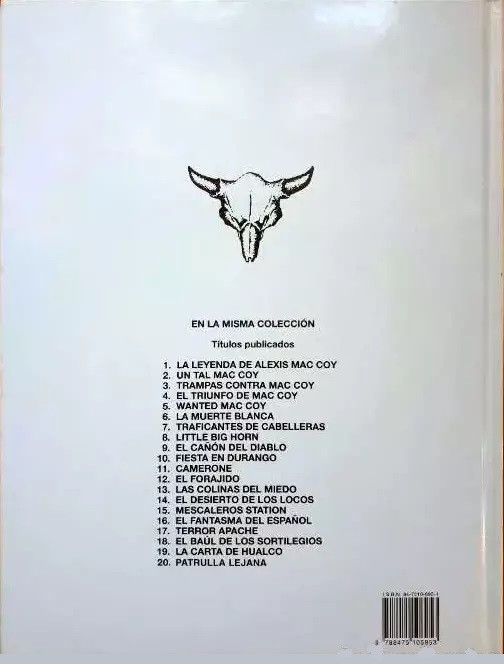 EN LA MISMA COLECCIÓN
Títulos publicados
1. LA LEYENDA DE ALEXIS MAC COY
2. UN TAL MAC COY
3. TRAMPAS CONTRA MAC COY
4. EL TRIUNFO DE MAC COY
5. WANTED MAC COY
6. LA MUERTE BLANCA
7. TRAFICANTES DE CABELLERAS
8. LITTLE BIG HORN
9. EL CAÑÓN DEL DIABLO
10. FIESTA EN DURANGO
11. CAMERONE
12. EL FORAJIDO
13. LAS COLINAS DEL MIEDO
14. EL DESIERTO DE LOS LOCOS
15. MESCALEROS STATION
16. EL FANTASMA DEL ESPAÑOL
17. TERROR APACHE
18. EL BAÚL DE LOS SORTILEGIOS
19. LA CARTA DE HUALCO
20. PATRULLA LEJANA